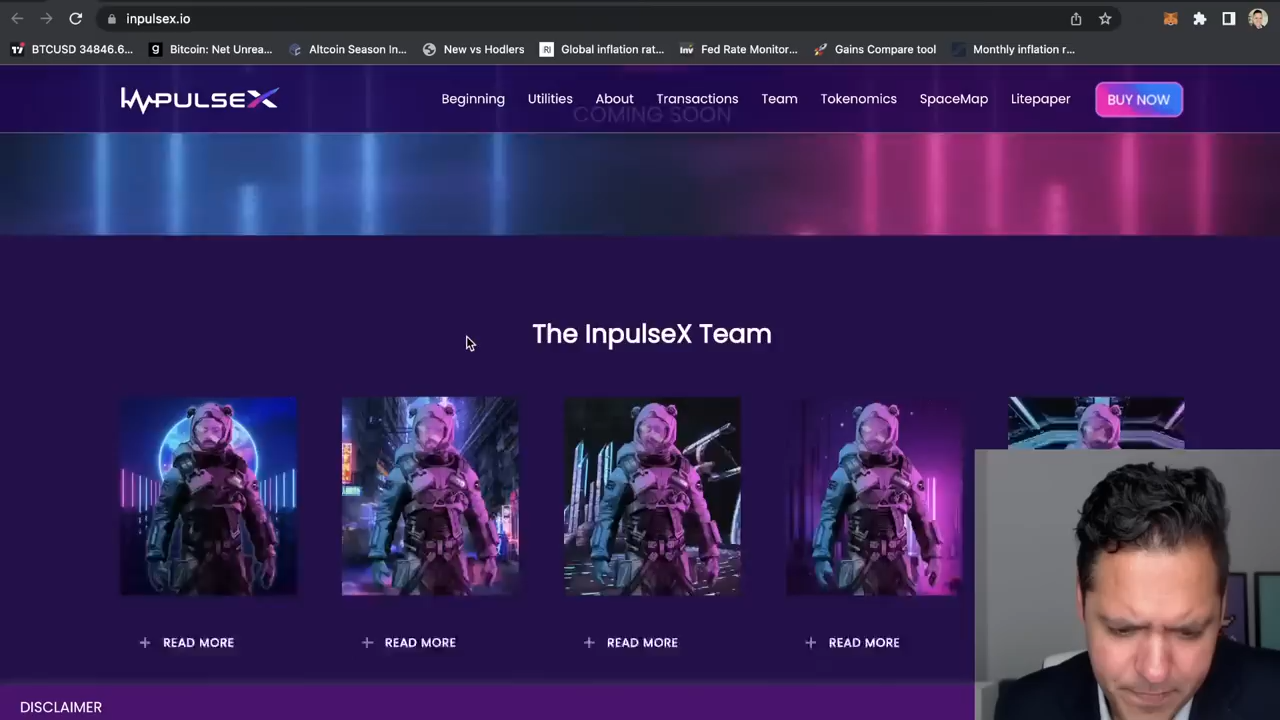 inpulsex.io
BTCUSD 34846.6... Bitcoin: Net Unrea... Altcoin Season In... New vs Hodlers Global inflation rat... Fed Rate Monitor... Gains Compare tool Monthly inflation r...
INPULSEX Beginning Utilities About Transactions Team Tokenomics SpaceMap Litepaper BUY NOW
COMING SOON
The InpulseX Team
READ MORE READ MORE READ MORE READ MORE
DISCLAIMER